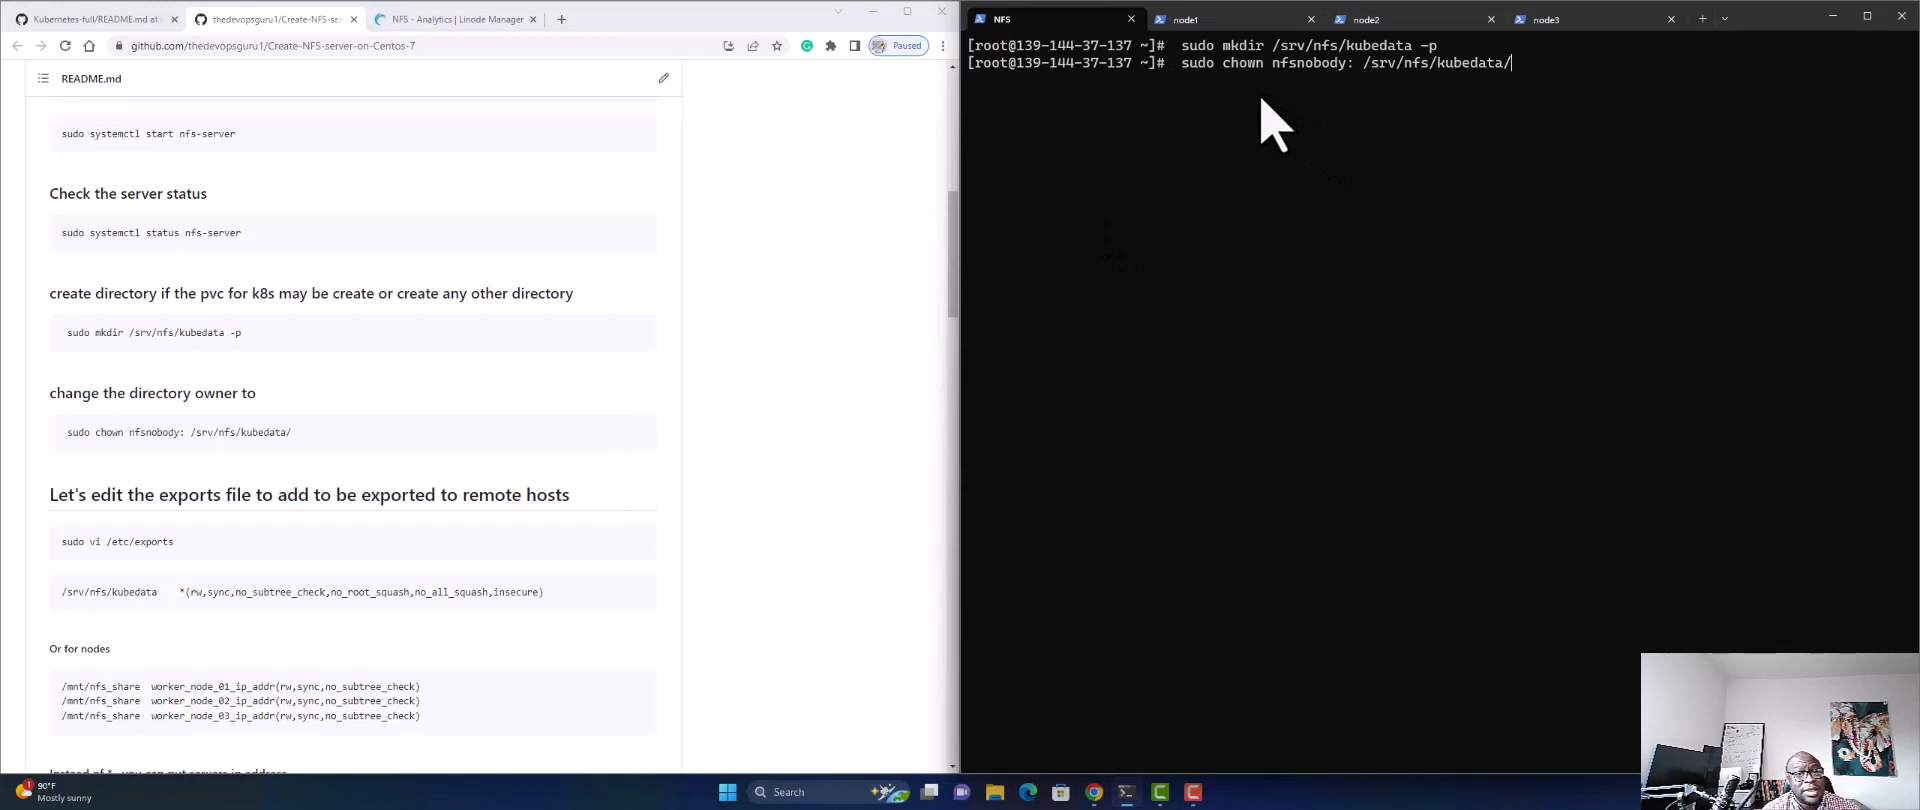 Kubernetes-full/README.md at m
thedevopsguru1/Create-NFS-ser
NFS - Analytics | Linode Manager
github.com/thedevopsguru1/Create-NFS-server-on-Centos-7
Paused
README.md
sudo systemctl start nfs-server
Check the server status
sudo systemctl status nfs-server
create directory if the pvc for k8s may be create or create any other directory
sudo mkdir /srv/nfs/kubedata -p
change the directory owner to
sudo chown nfsnobody: /srv/nfs/kubedata/
Let's edit the exports file to add to be exported to remote hosts
sudo vi /etc/exports
/srv/nfs/kubedata    *(rw,sync,no_subtree_check,no_root_squash,no_all_squash,insecure)
Or for nodes
/mnt/nfs_share  worker_node_01_ip_addr(rw,sync,no_subtree_check)
/mnt/nfs_share  worker_node_02_ip_addr(rw,sync,no_subtree_check)
/mnt/nfs_share  worker_node_03_ip_addr(rw,sync,no_subtree_check)
NFS
node1
node2
node3
[root@139-144-37-137 ~]#  sudo mkdir /srv/nfs/kubedata -p
[root@139-144-37-137 ~]#  sudo chown nfsnobody: /srv/nfs/kubedata/
1
90°F
Mostly sunny
Search